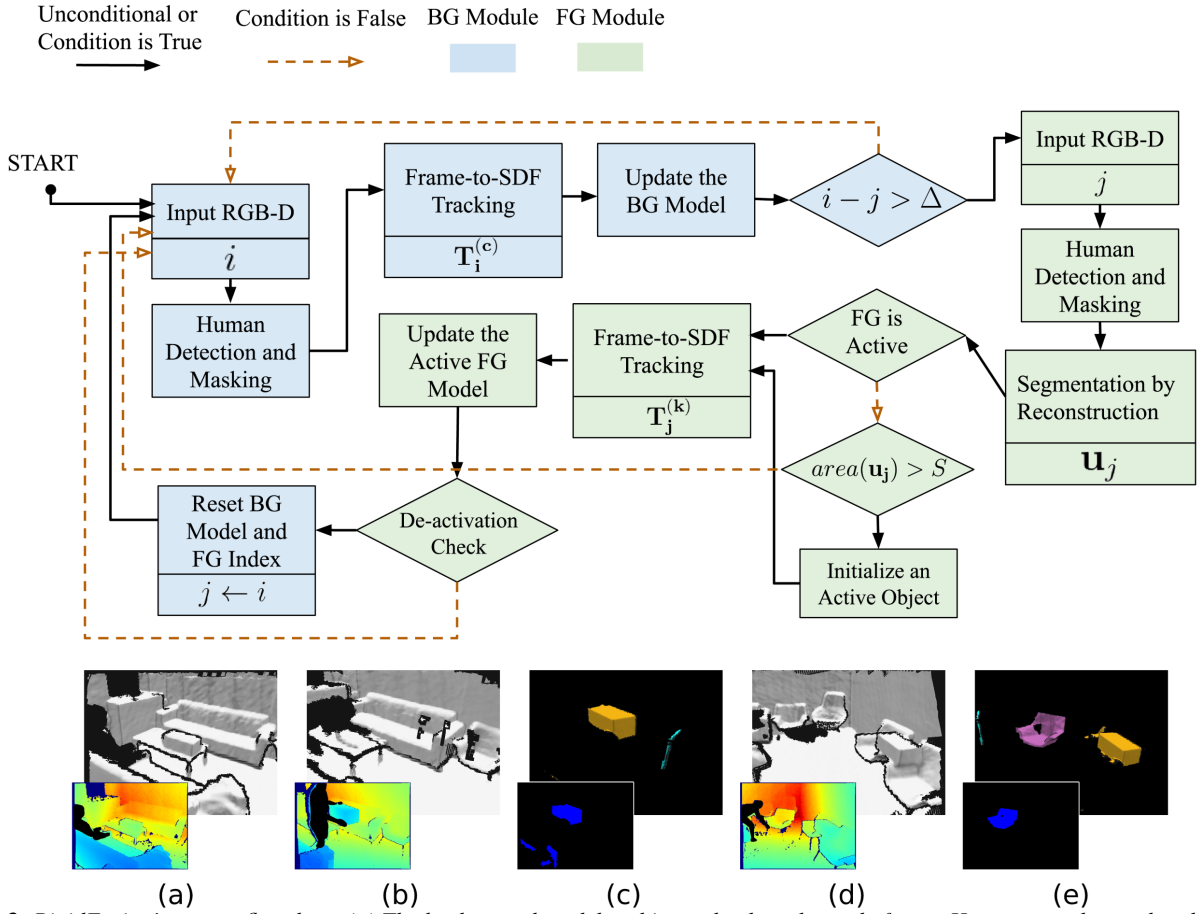 Unconditional or
Condition is True
Condition is False
BG Module
FG Module
START
Input RGB-D
i
Human
Detection and
Masking
Frame-to-SDF
Tracking
T_i^(c)
Update the
BG Model
i − j > Δ
Input RGB-D
j
Human
Detection and
Masking
Segmentation by
Reconstruction
u_j
FG is
Active
area(u_j) > S
Initialize an
Active Object
Frame-to-SDF
Tracking
T_j^(k)
Update the
Active FG
Model
De-activation
Check
Reset BG
Model and
FG Index
j ← i
(a)
(b)
(c)
(d)
(e)